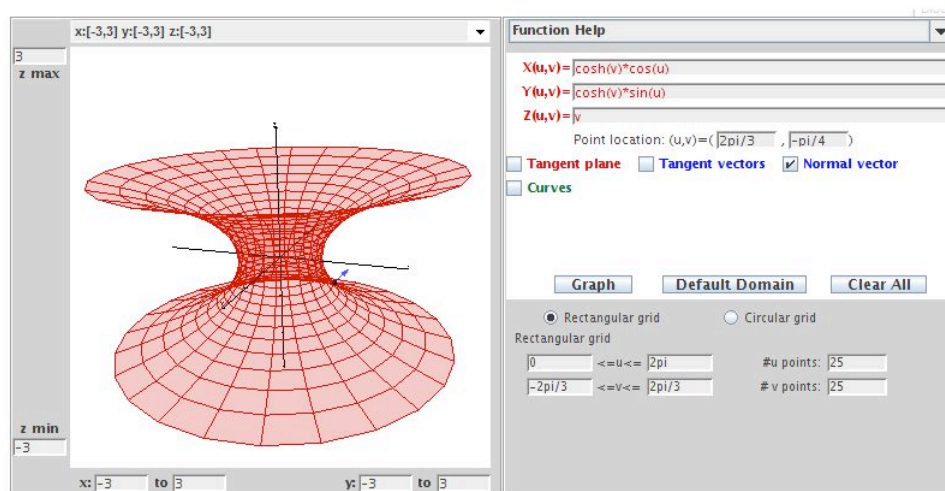 x:[-3,3] y:[-3,3] z:[-3,3]
3
z max
z min
-3
x: -3 to 3 y: -3 to 3
Function Help
X(u,v)= cosh(v)*cos(u)
Y(u,v)= cosh(v)*sin(u)
Z(u,v)= v
Point location: (u,v)=( 2pi/3 , -pi/4 )
Tangent plane Tangent vectors Normal vector
Curves
Graph Default Domain Clear All
Rectangular grid Circular grid
Rectangular grid
0 <=u<= 2pi #u points: 25
-2pi/3 <=v<= 2pi/3 # v points: 25